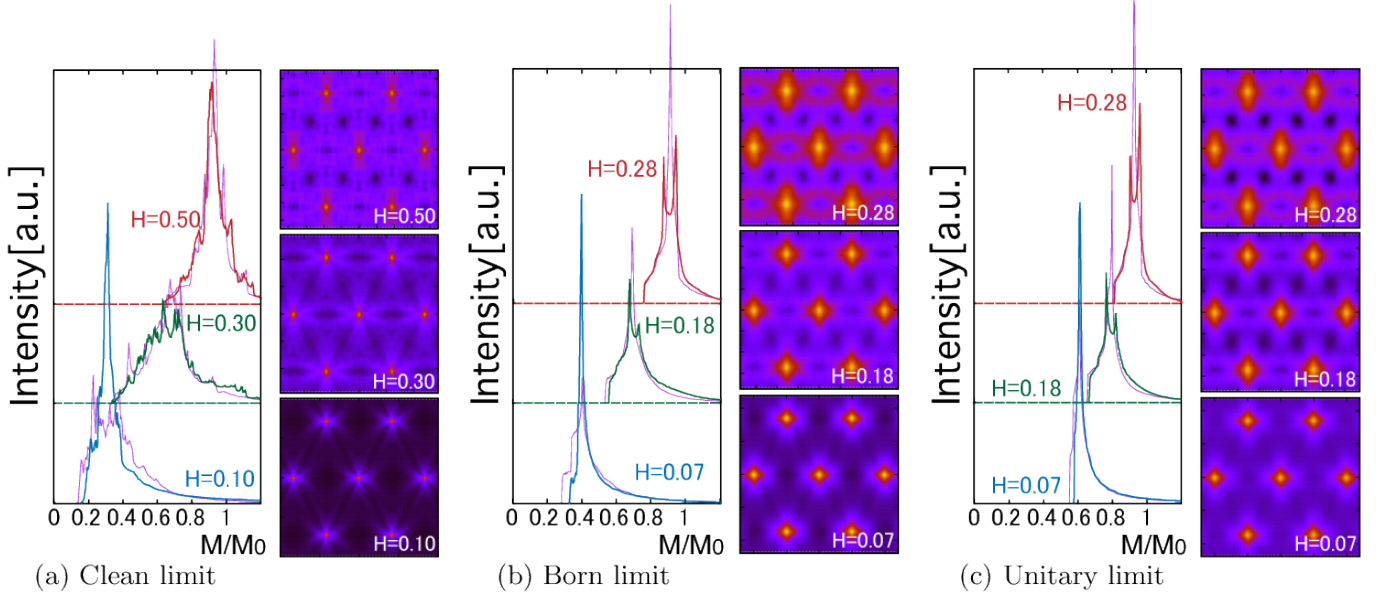 Intensity[a.u.]
H=0.50
H=0.30
H=0.10
0 0.2 0.4 0.6 0.8 1
M/M0
H=0.50
H=0.30
H=0.10
(a) Clean limit
Intensity[a.u.]
H=0.28
H=0.18
H=0.07
0 0.2 0.4 0.6 0.8 1
M/M0
H=0.28
H=0.18
H=0.07
(b) Born limit
Intensity[a.u.]
H=0.28
H=0.18
H=0.07
0 0.2 0.4 0.6 0.8 1
M/M0
H=0.28
H=0.18
H=0.07
(c) Unitary limit